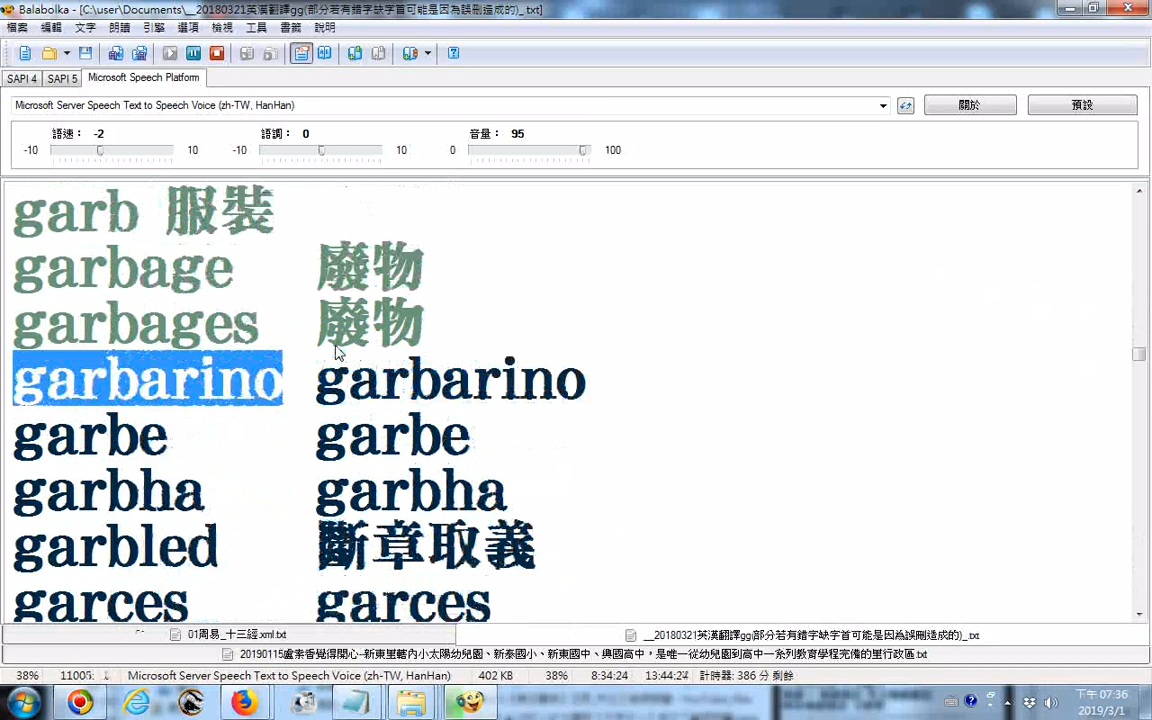 Balabolka - [C:\user\Documents\__20180321英漢翻譯gg(部分若有錯字缺字首可能是因為誤刪造成的)_.txt]
檔案 編輯 文字 朗讀 引擎 選項 檢視 工具 書籤 說明
SAPI 4 SAPI 5 Microsoft Speech Platform
Microsoft Server Speech Text to Speech Voice (zh-TW, HanHan) 關於 預設
語速： -2 語調： 0 音量： 95
-10 10 -10 10 0 100
garb 服裝
garbage 廢物
garbages 廢物
garbarino garbarino
garbe garbe
garbha garbha
garbled 斷章取義
garces garces
01周易_十三經.xml.txt __20180321英漢翻譯gg(部分若有錯字缺字首可能是因為誤刪造成的)_.txt
20190115盧素香覺得開心--新東里轄內小太陽幼兒園、新泰國小、新東國中、興國高中，是唯一從幼兒園到高中一系列教育學程完備的里行政區.txt
38% 11005: Microsoft Server Speech Text to Speech Voice (zh-TW, HanHan) 402 KB 38% 8:34:24 13:44:24 計時器: 386 分 剩餘
下午 07:36
2019/3/1